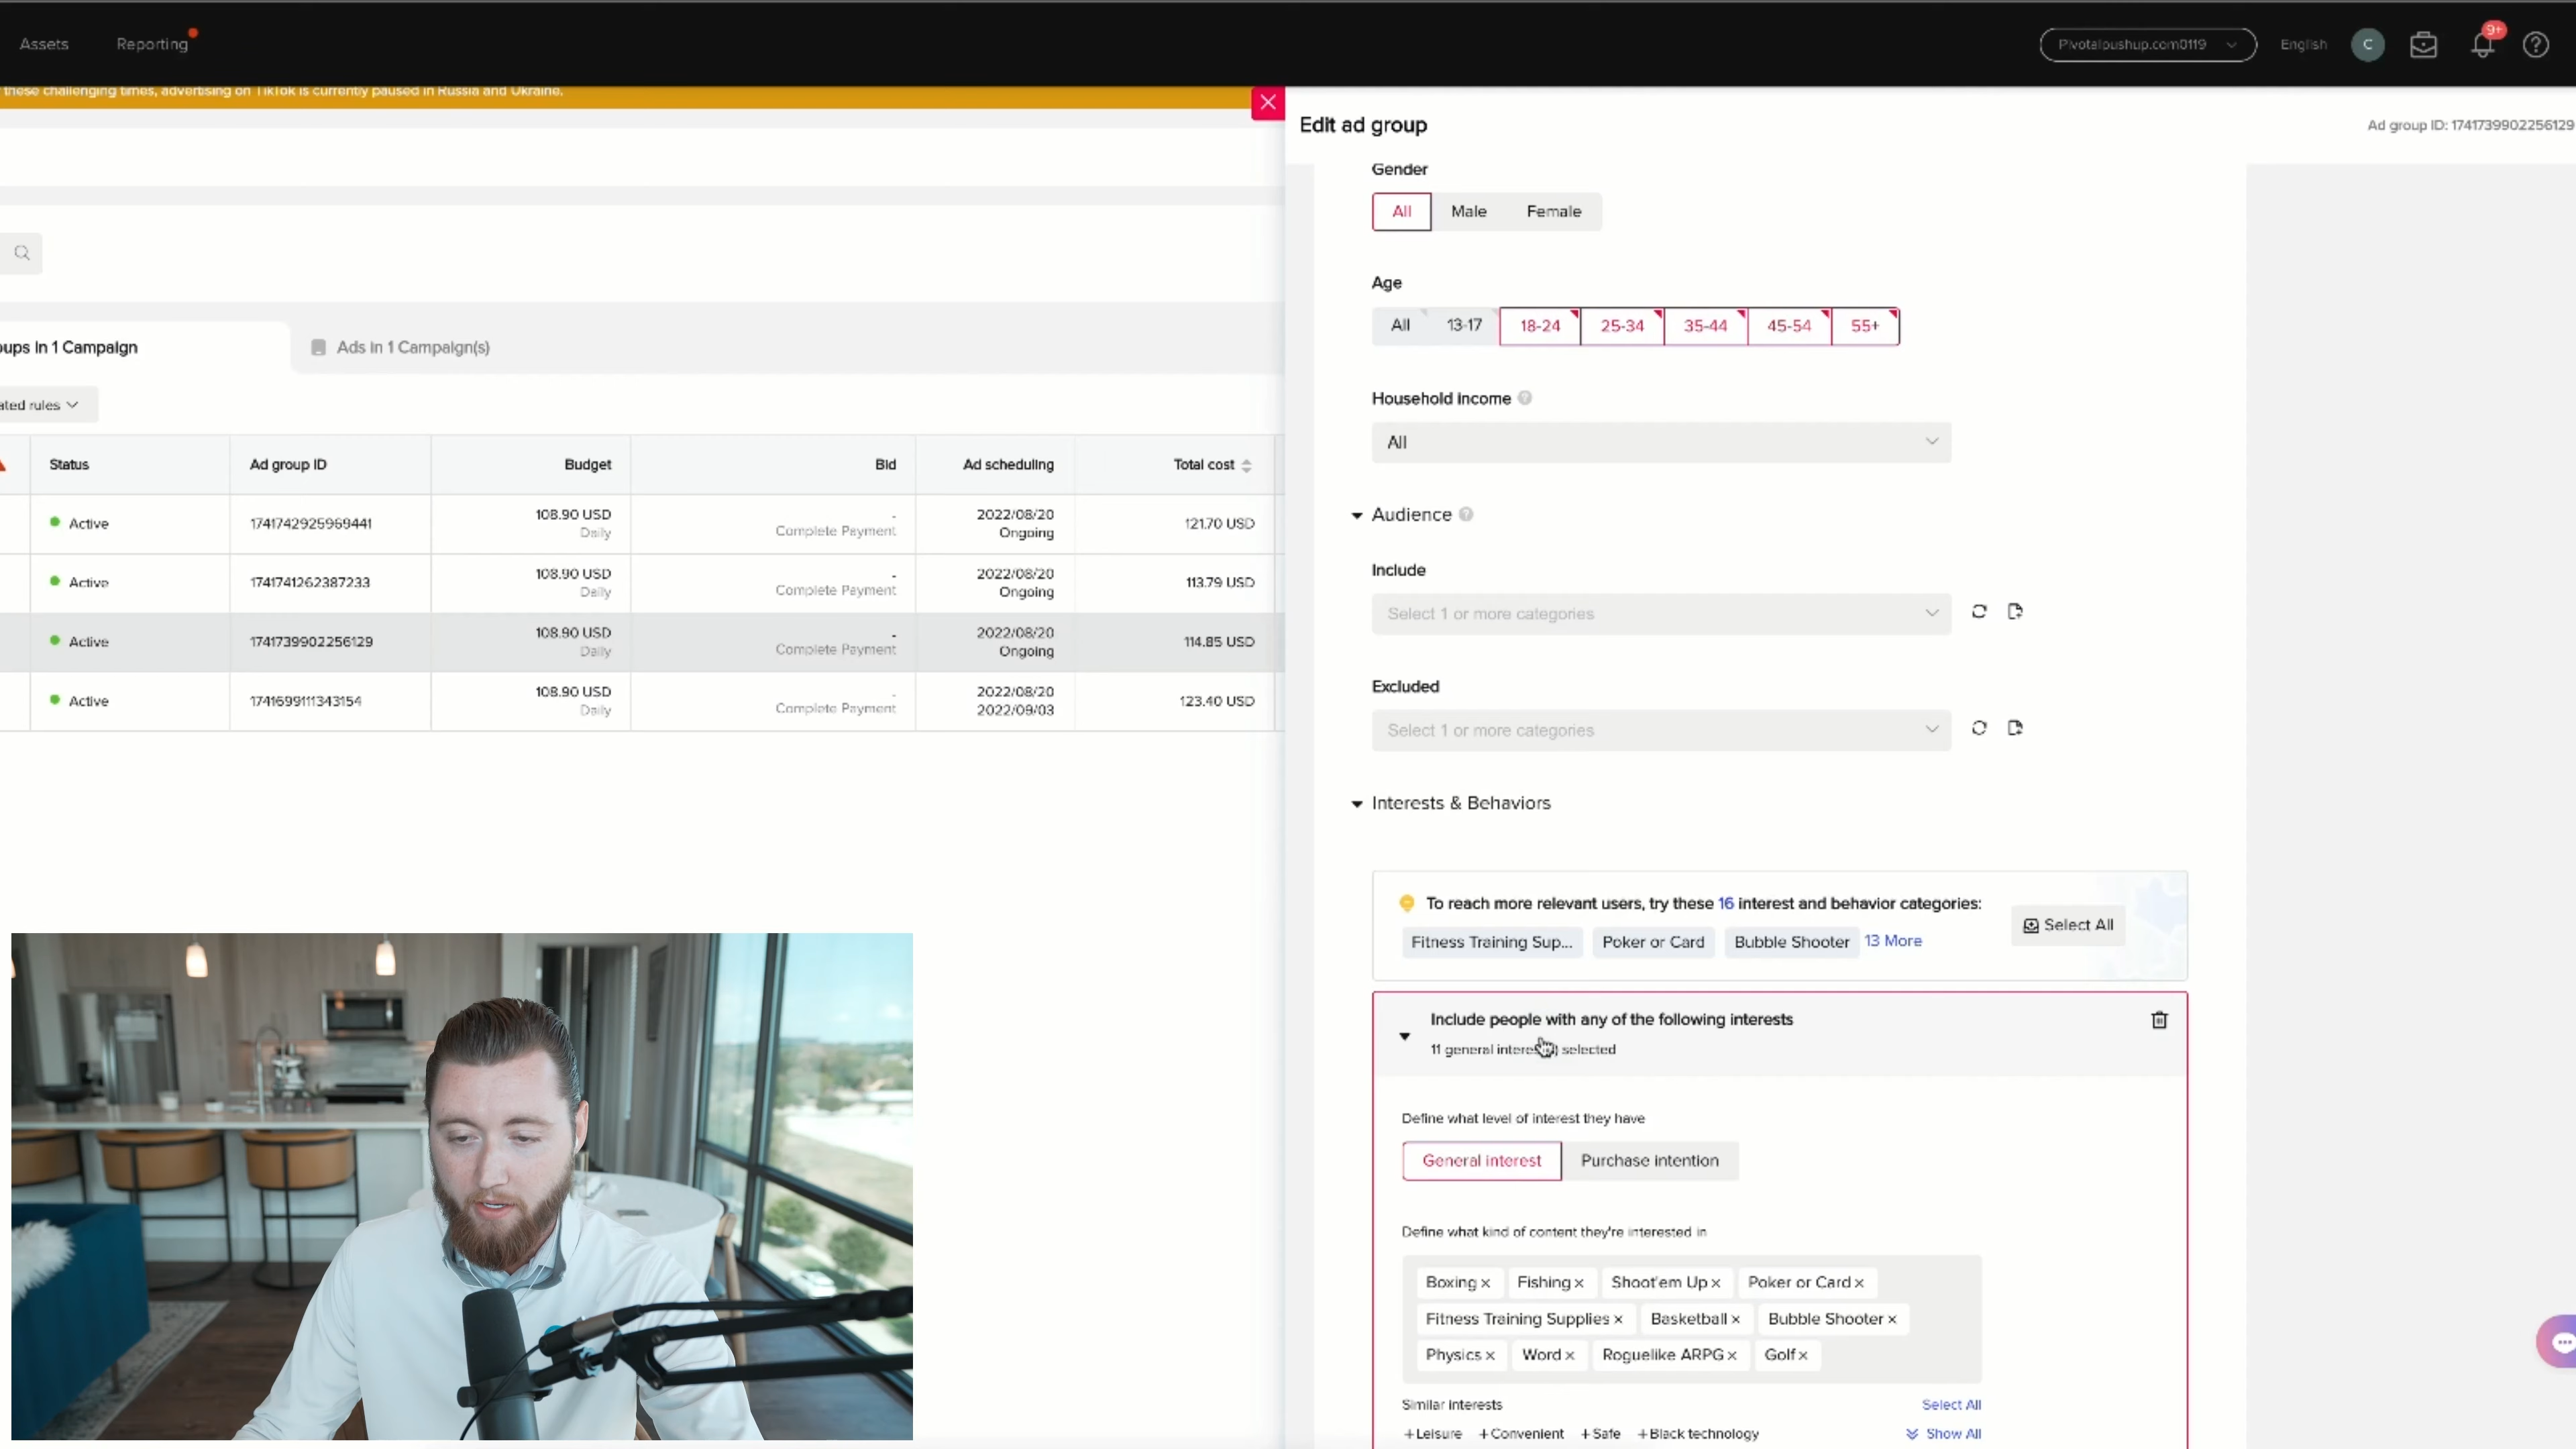 Assets
Reporting
Pivotalpushup.com0119
English
C
9+
these challenging times, advertising on TikTok is currently paused in Russia and Ukraine.
Edit ad group
Ad group ID: 1741739902256129
oups in 1 Campaign
Ads in 1 Campaign(s)
ated rules
Status Ad group ID Budget Bid Ad scheduling Total cost
Active 1741742925969441 108.90 USD Daily - Complete Payment 2022/08/20 Ongoing 121.70 USD
Active 1741741262387233 108.90 USD Daily - Complete Payment 2022/08/20 Ongoing 113.79 USD
Active 1741739902256129 108.90 USD Daily - Complete Payment 2022/08/20 Ongoing 114.85 USD
Active 1741699111343154 108.90 USD Daily - Complete Payment 2022/08/20 2022/09/03 123.40 USD
Gender
All Male Female
Age
All 13-17 18-24 25-34 35-44 45-54 55+
Household income
All
Audience
Include
Select 1 or more categories
Excluded
Select 1 or more categories
Interests & Behaviors
To reach more relevant users, try these 16 interest and behavior categories:
Fitness Training Sup... Poker or Card Bubble Shooter 13 More
Select All
Include people with any of the following interests
11 general selected
Define what level of interest they have
General interest Purchase intention
Define what kind of content they're interested in
Boxing × Fishing × Shoot'em Up × Poker or Card ×
Fitness Training Supplies × Basketball × Bubble Shooter ×
Physics × Word × Roguelike ARPG × Golf ×
Similar interests Select All
+Leisure +Convenient +Safe +Black technology Show All